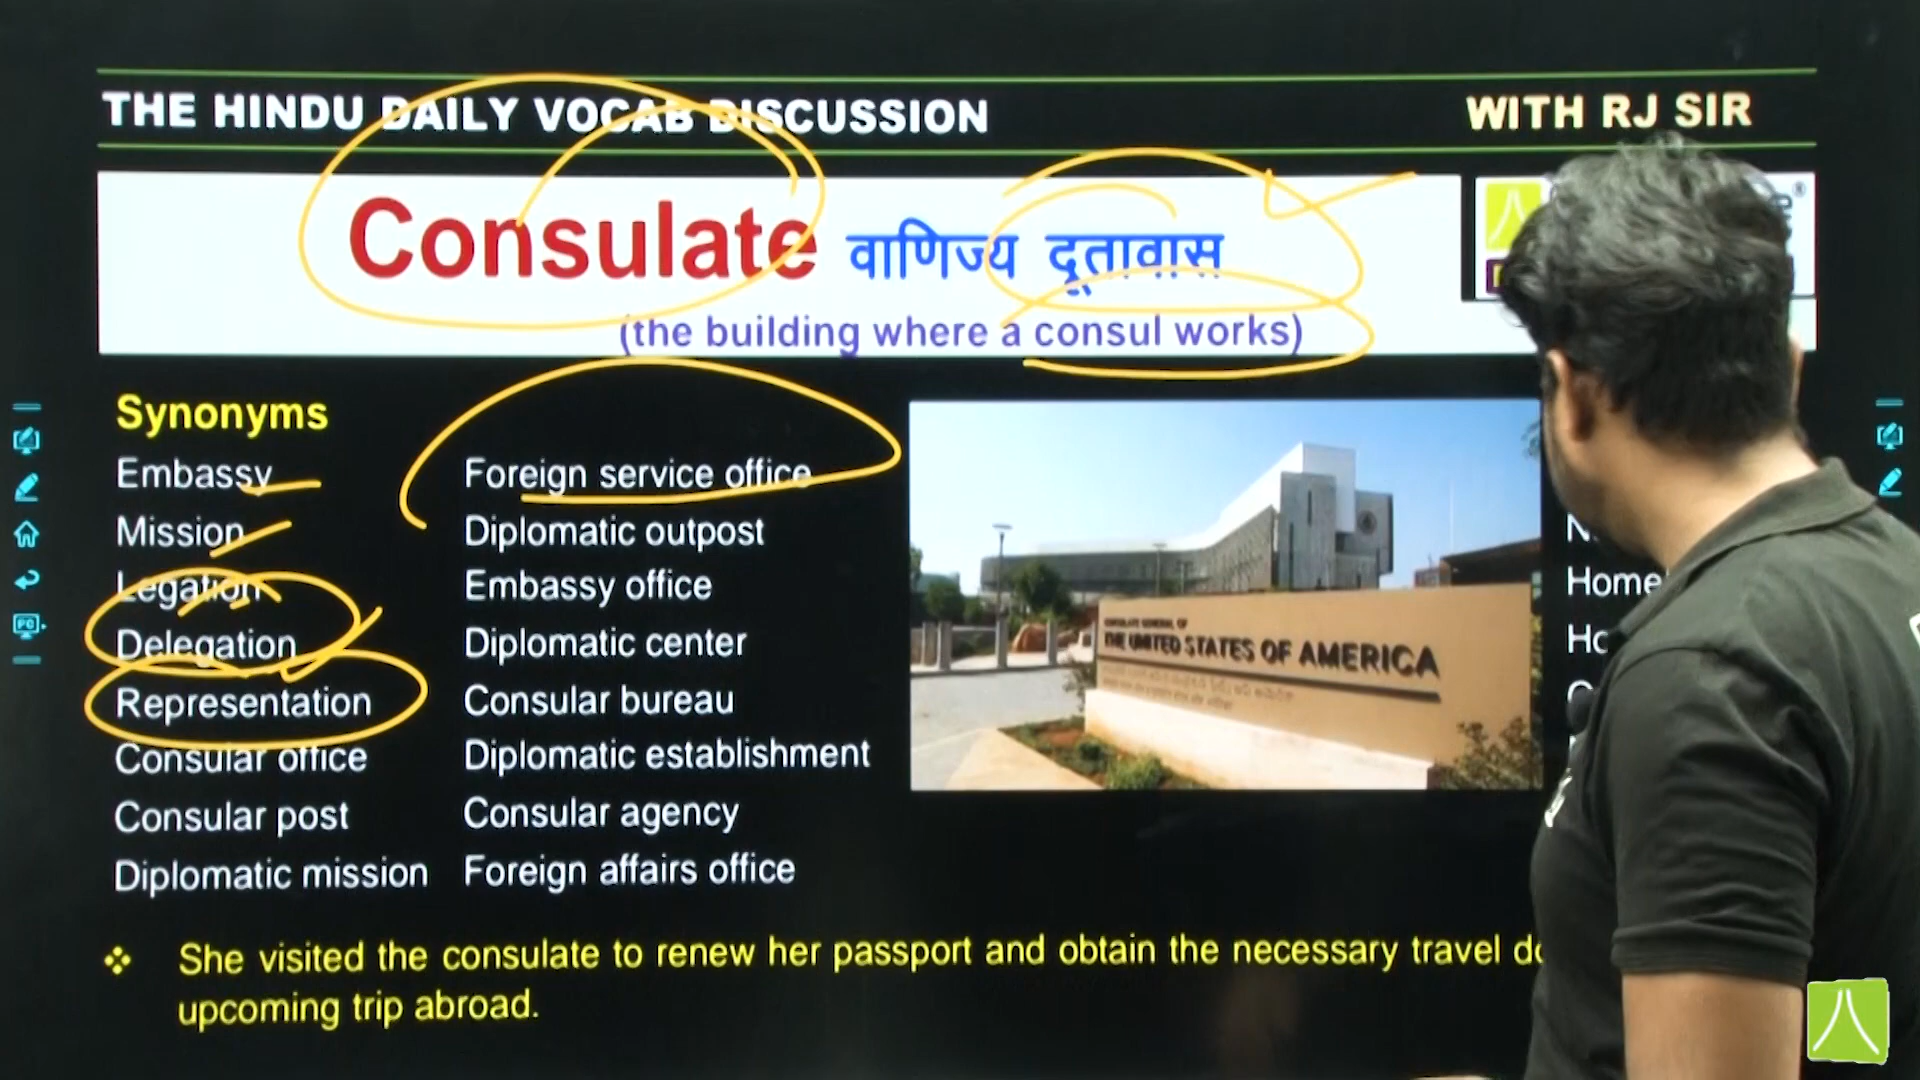 THE HINDU DAILY VOCAB DISCUSSION
WITH RJ SIR
Consulate वाणिज्य दूतावास
(the building where a consul works)
Synonyms
Embassy
Mission
Legation
Delegation
Representation
Consular office
Consular post
Diplomatic mission
Foreign service office
Diplomatic outpost
Embassy office
Diplomatic center
Consular bureau
Diplomatic establishment
Consular agency
Foreign affairs office
CONSULATE GENERAL OF
THE UNITED STATES OF AMERICA
Home
She visited the consulate to renew her passport and obtain the necessary travel
upcoming trip abroad.